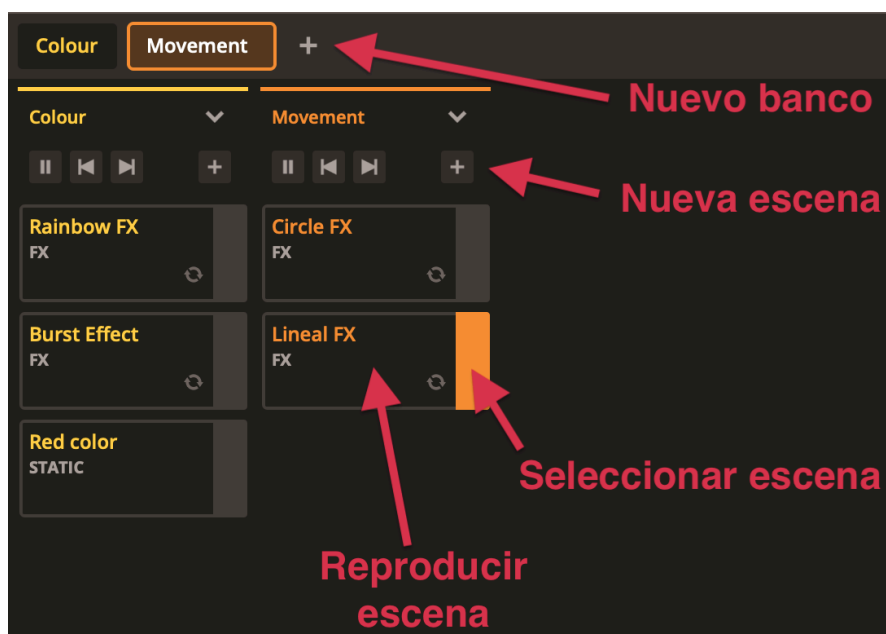 Colour Movement +
Nuevo banco
Colour Movement
Nueva escena
Rainbow FX
FX
Circle FX
FX
Burst Effect
FX
Lineal FX
FX
Red color
STATIC
Seleccionar escena
Reproducir
escena